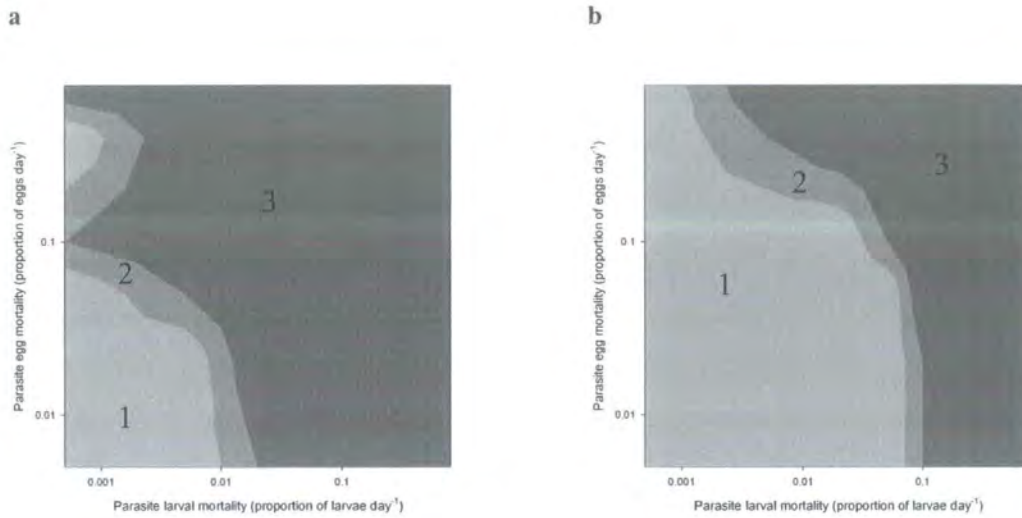 a
Parasite egg mortality (proportion of eggs day⁻¹)
0.1
0.01
3
2
1
0.001
0.01
0.1
Parasite larval mortality (proportion of larvae day⁻¹)
b
Parasite egg mortality (proportion of eggs day⁻¹)
0.1
0.01
3
2
1
0.001
0.01
0.1
Parasite larval mortality (proportion of larvae day⁻¹)